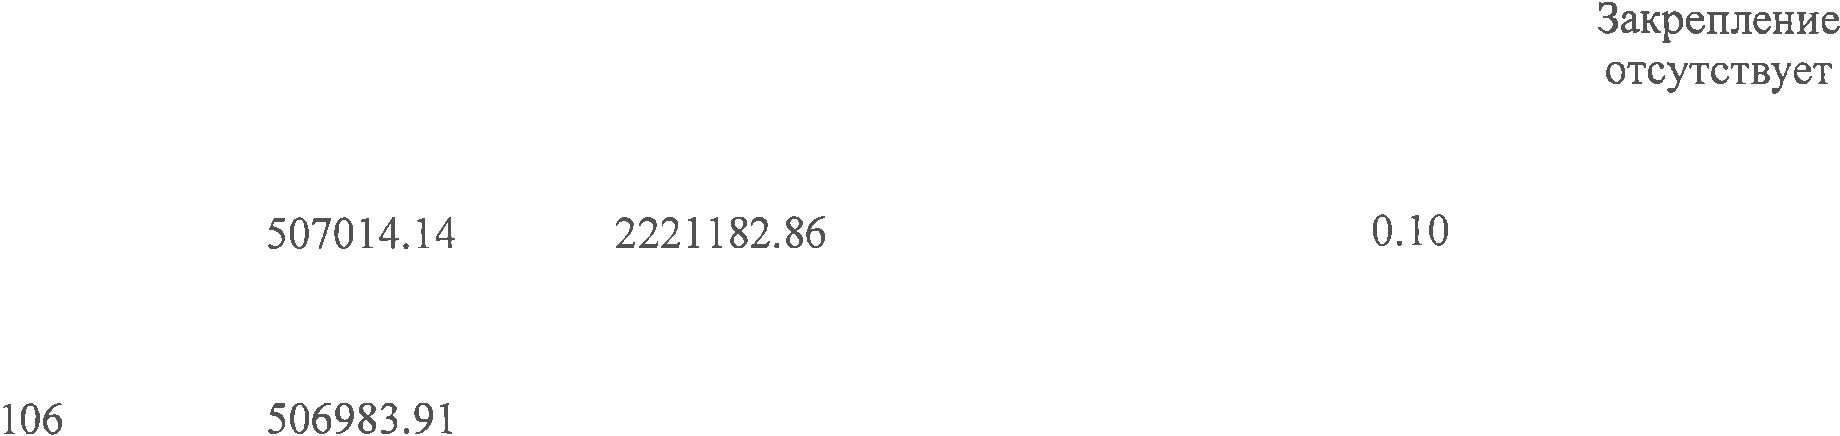 Закрепление
отсутствует
507014.14 2221182.86 0.10
106 506983.91